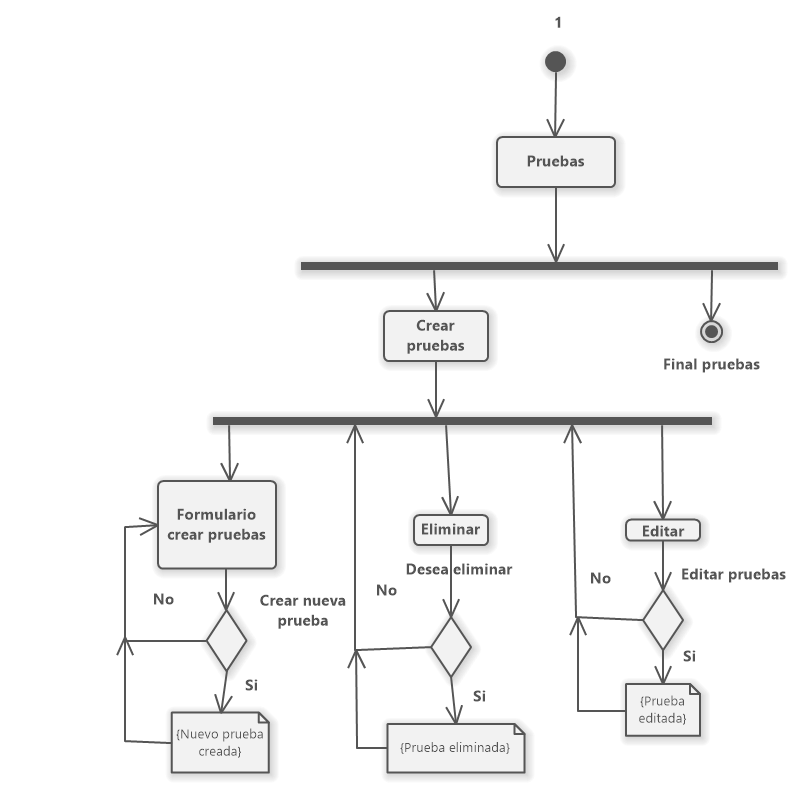 1
Pruebas
Crear
pruebas
Final pruebas
Formulario
crear pruebas
Eliminar
Editar
Desea eliminar
Editar pruebas
No
No
No
Crear nueva
prueba
Si
Si
Si
{Prueba
editada}
{Nuevo prueba
creada}
{Prueba eliminada}